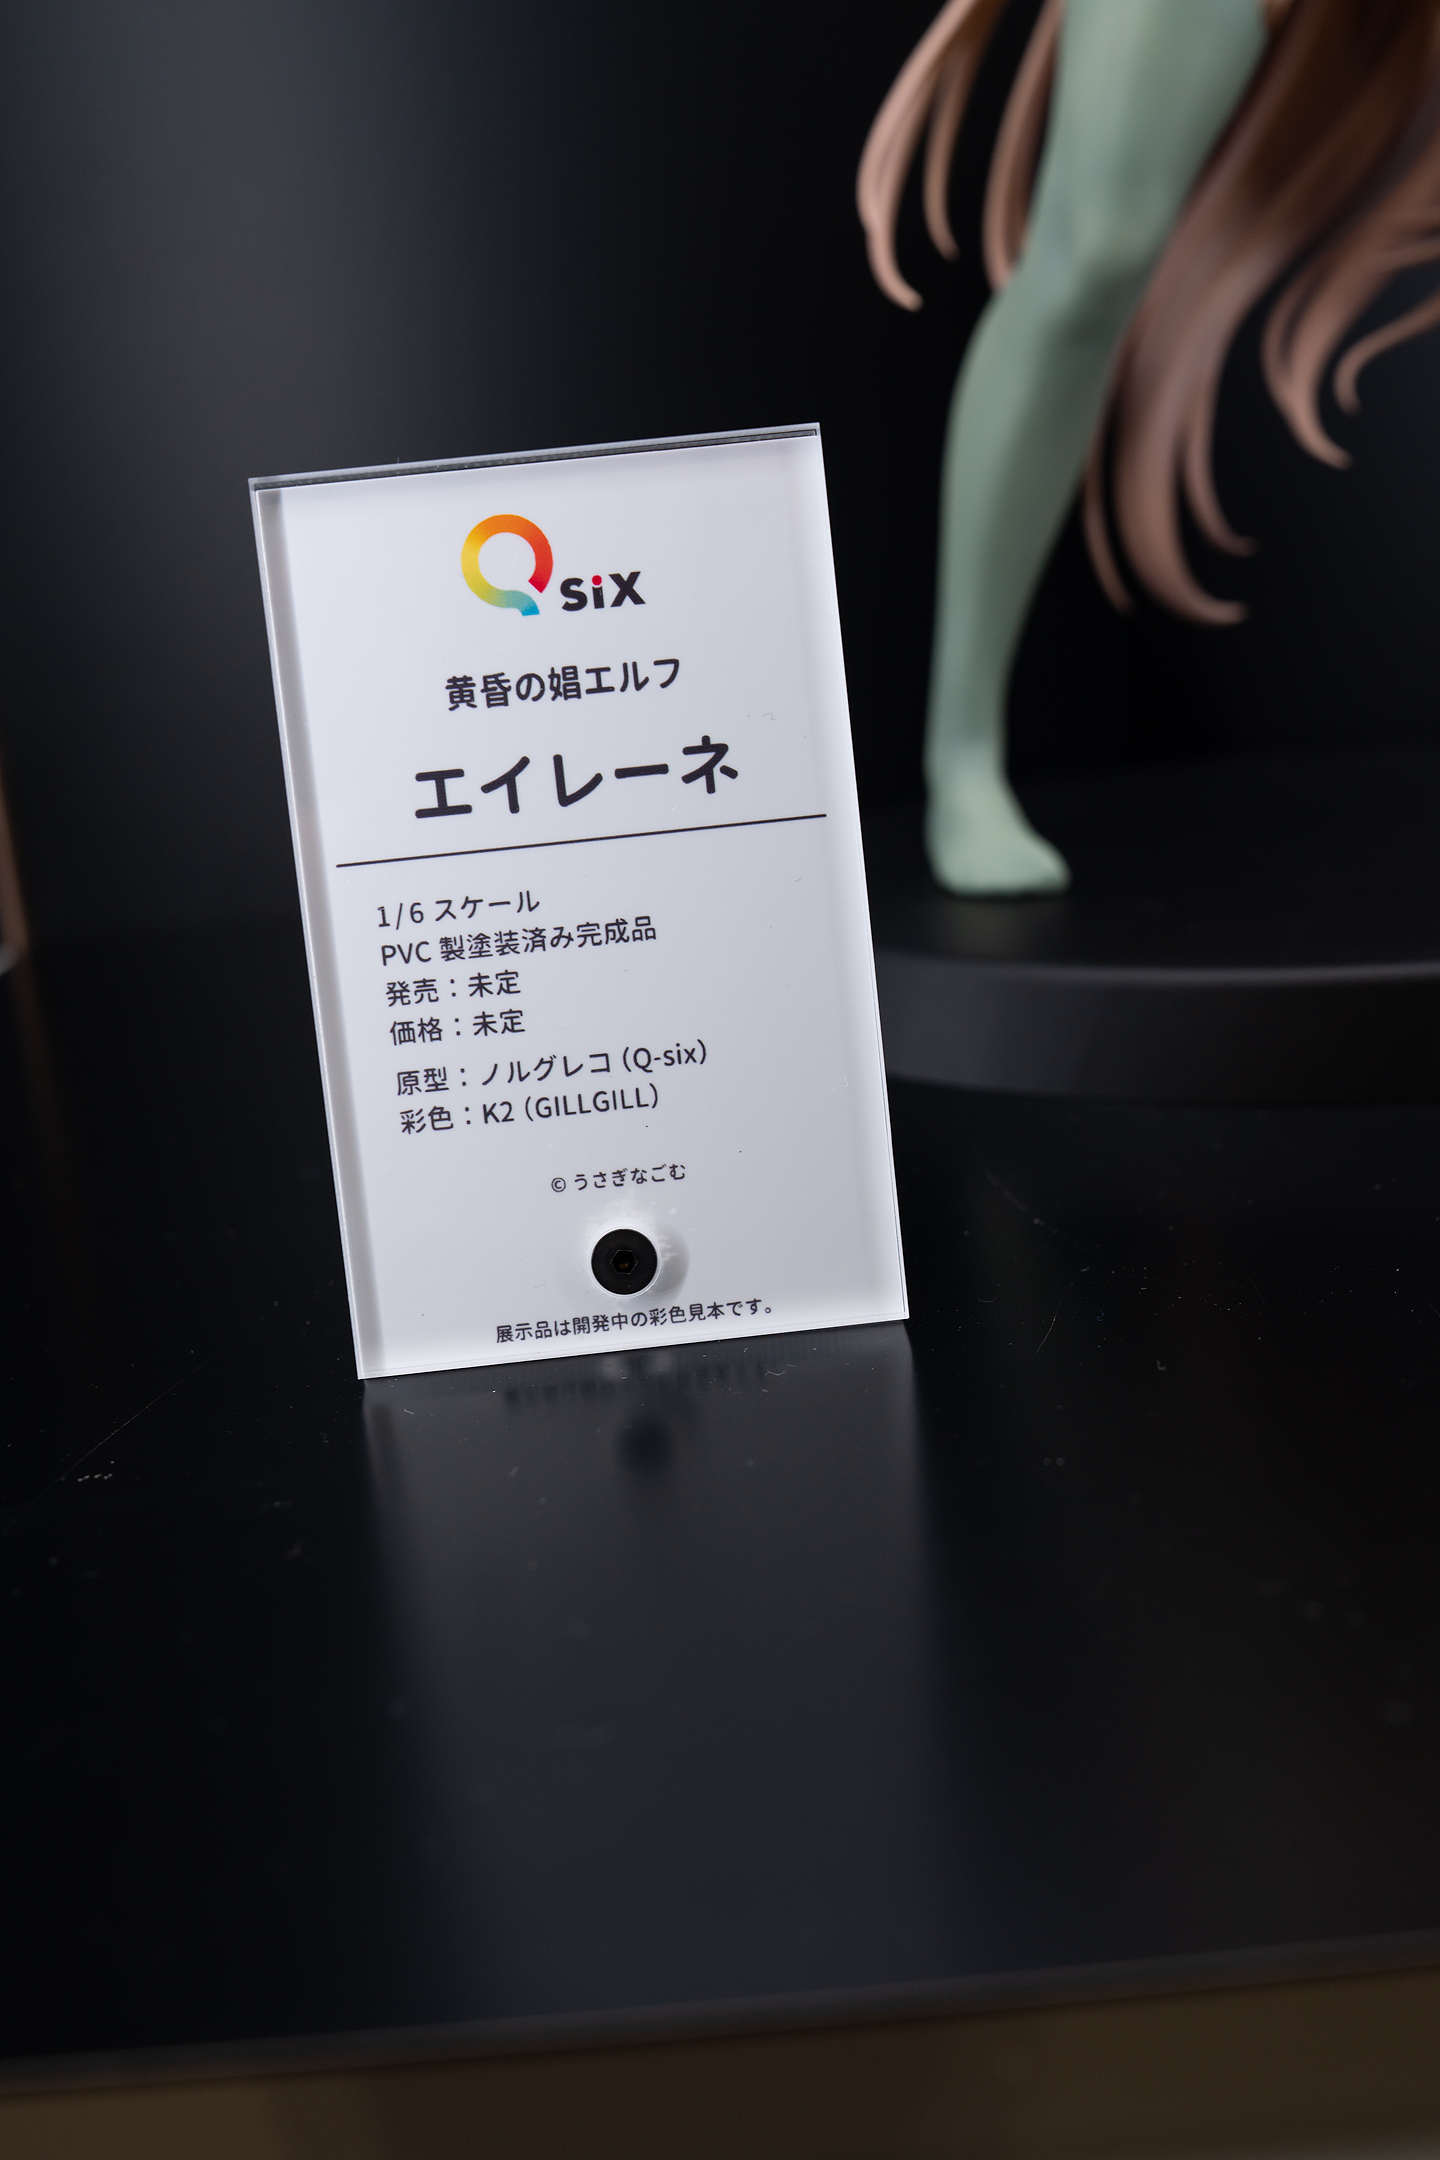 Q six
黄昏の娼エルフ
エイレーネ
1/6 スケール
PVC 製塗装済み完成品
発売：未定
価格：未定
原型：ノルグレコ（Q-six）
彩色：K2（GILLGILL）
© うさぎなごむ
展示品は開発中の彩色見本です。